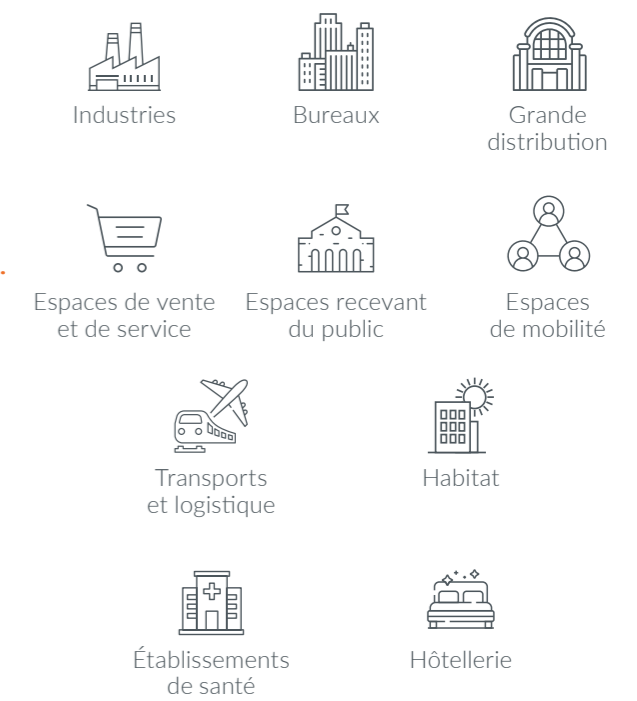 Industries
Bureaux
Grande
distribution
Espaces de vente
et de service
Espaces recevant
du public
Espaces
de mobilité
Transports
et logistique
Habitat
Établissements
de santé
Hôtellerie